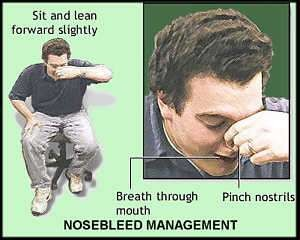 Sit and lean
forward slightly
Breath through
mouth
Pinch nostrils
NOSEBLEED MANAGEMENT